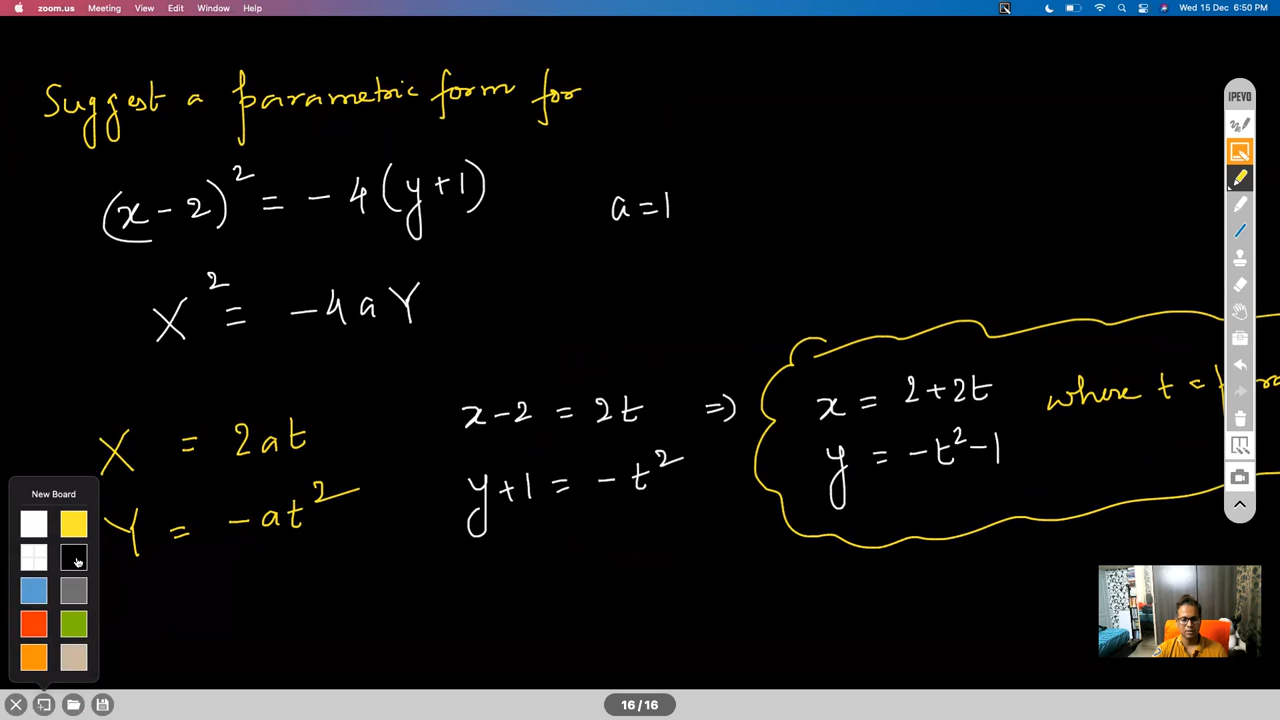 zoom.us Meeting View Edit Window Help Wed 15 Dec 6:50 PM
IPEVO
Suggest a parametric form for
(x-2)² = -4(y+1) a=1
X² = -4aY
X = 2at
Y = -at²
x-2 = 2t ⇒
y+1 = -t²
x = 2+2t where t =
y = -t²-1
New Board
16 / 16